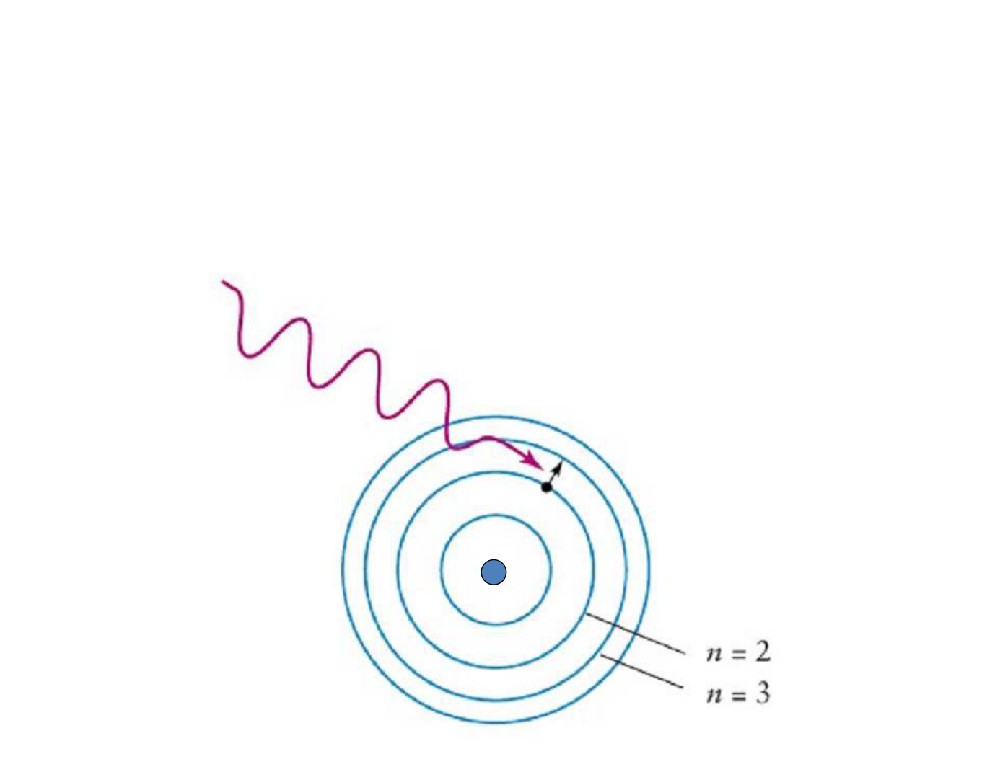 n = 2
n = 3